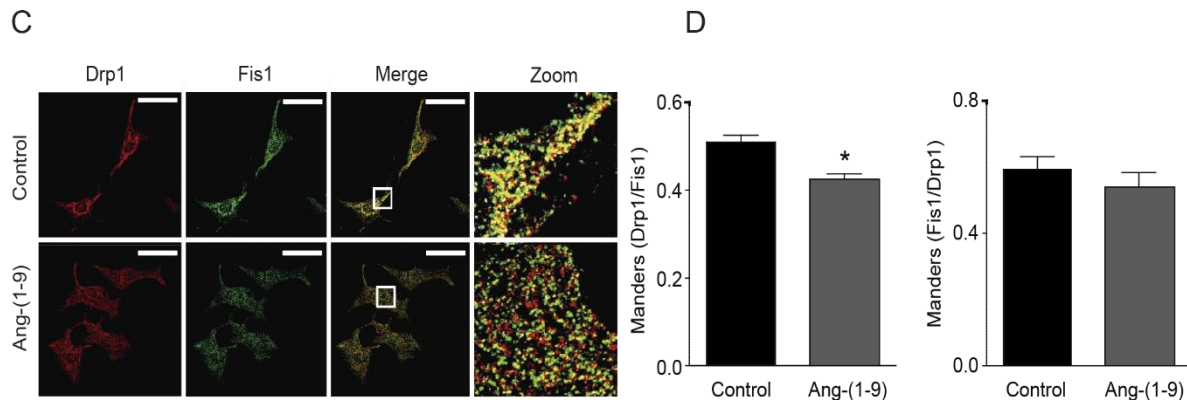 C
Drp1 Fis1 Merge Zoom
Control
Ang-(1-9)
D
Manders (Drp1/Fis1)
0.6
0.4
0.2
0.0
*
Control Ang-(1-9)
Manders (Fis1/Drp1)
0.8
0.4
0.0
Control Ang-(1-9)